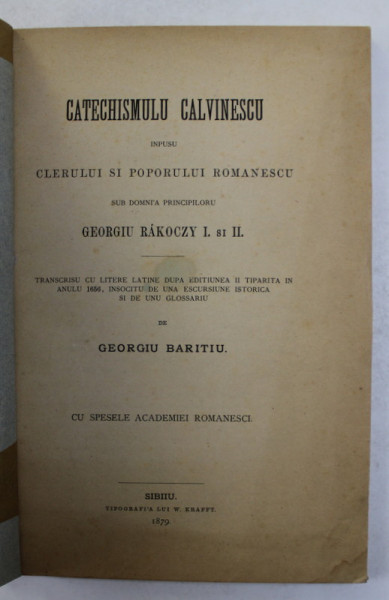 CATECHISMULU CALVINESCU
INPUSU
CLERULUI SI POPORULUI ROMANESCU
SUB DOMNI'A PRINCIPILORU
GEORGIU RÁKOCZY I. SI II.
TRANSCRISU CU LITERE LATINE DUPA EDITIUNEA II TIPARITA IN
ANULU 1656, INSOCITU DE UNA ESCURSIUNE ISTORICA
SI DE UNU GLOSSARIU
DE
GEORGIU BARITIU.
CU SPESELE ACADEMIEI ROMANESCI.
SIBIIU.
TIPOGRAFI'A LUI W. KRAFFT.
1879